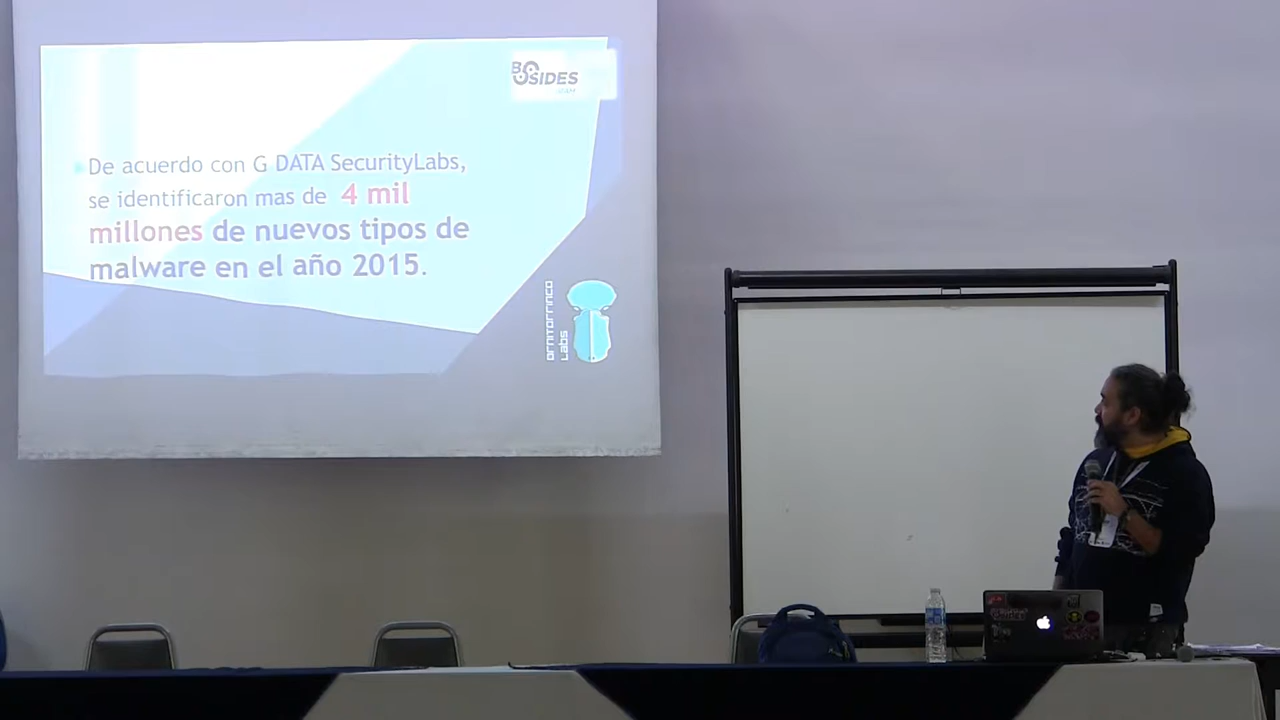 BSIDES
De acuerdo con G DATA SecurityLabs,
se identificaron mas de 4 mil
millones de nuevos tipos de
malware en el año 2015.
ORNITORRINCO
Labs